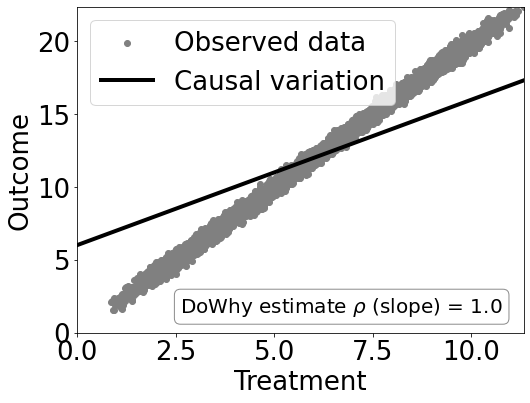 Observed data
Causal variation
20
15
10
5
0
Outcome
DoWhy estimate ρ (slope) = 1.0
0.0 2.5 5.0 7.5 10.0
Treatment